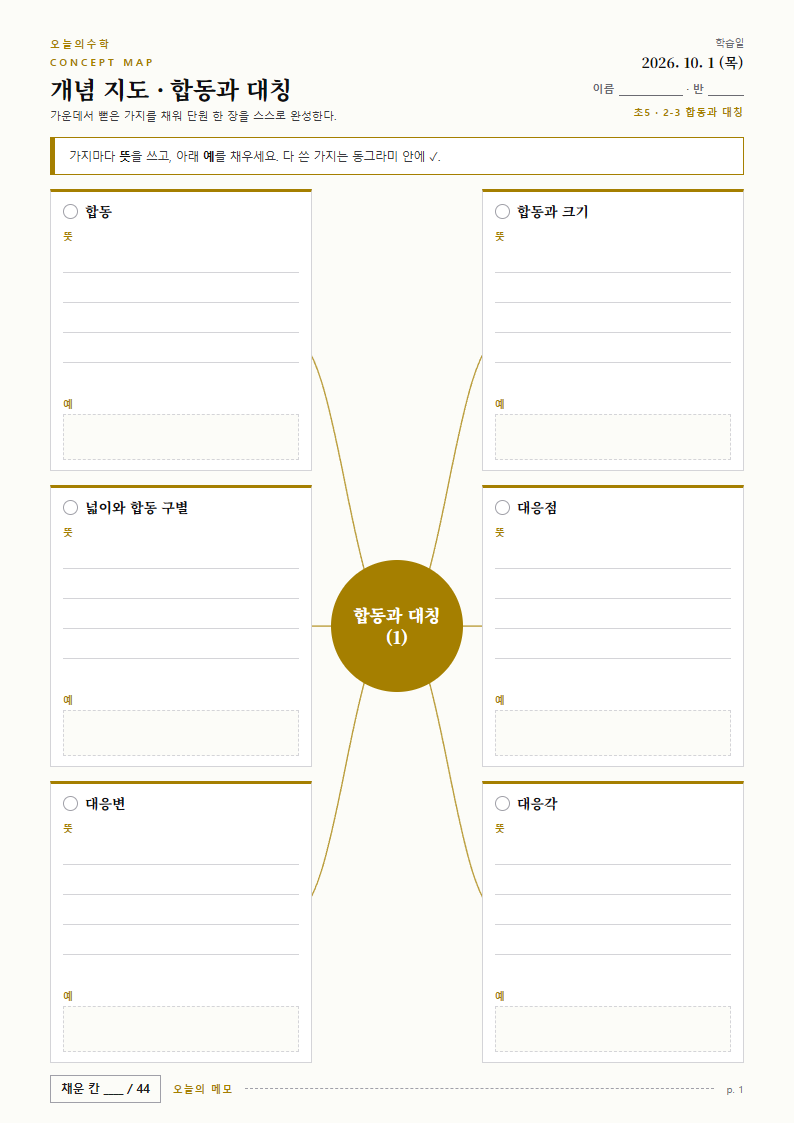 오늘의수학
CONCEPT MAP
개념 지도 · 합동과 대칭
가운데서 뻗은 가지를 채워 단원 한 장을 스스로 완성한다.
학습일
2026. 10. 1 (목)
이름 ________ · 반 ____
초5 · 2-3 합동과 대칭
가지마다 뜻을 쓰고, 아래 예를 채우세요. 다 쓴 가지는 동그라미 안에 ✓.
합동
뜻
예
합동과 크기
뜻
예
넓이와 합동 구별
뜻
예
대응점
뜻
예
합동과 대칭
(1)
대응변
뜻
예
대응각
뜻
예
채운 칸 ___ / 44
오늘의 메모
p. 1